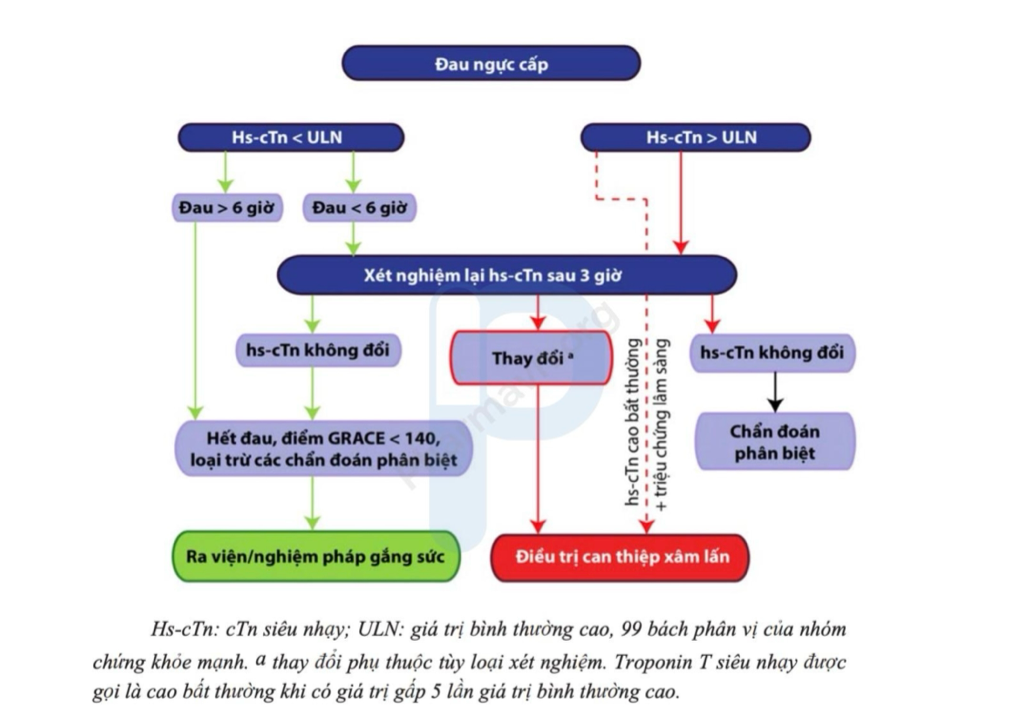 Đau ngực cấp
Hs-cTn < ULN
Hs-cTn > ULN
Đau > 6 giờ
Đau < 6 giờ
Xét nghiệm lại hs-cTn sau 3 giờ
hs-cTn không đổi
Thay đổi ᵃ
hs-cTn cao bất thường
+ triệu chứng lâm sàng
hs-cTn không đổi
Hết đau, điểm GRACE < 140,
loại trừ các chẩn đoán phân biệt
Chẩn đoán
phân biệt
Ra viện/nghiệm pháp gắng sức
Điều trị can thiệp xâm lấn
Hs-cTn: cTn siêu nhạy; ULN: giá trị bình thường cao, 99 bách phân vị của nhóm
chứng khỏe mạnh. ᵃ thay đổi phụ thuộc tùy loại xét nghiệm. Troponin T siêu nhạy được
gọi là cao bất thường khi có giá trị gấp 5 lần giá trị bình thường cao.